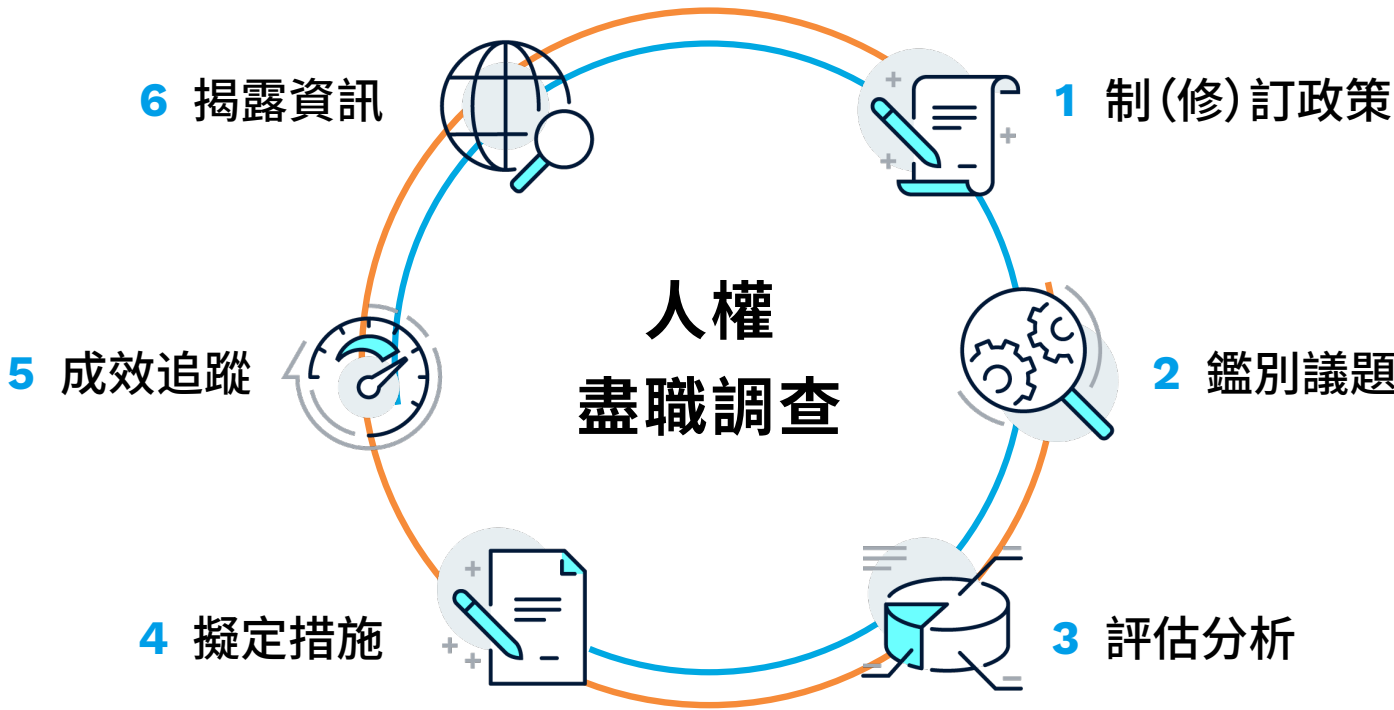 人權
盡職調查
1 制(修)訂政策
2 鑑別議題
3 評估分析
4 擬定措施
5 成效追蹤
6 揭露資訊